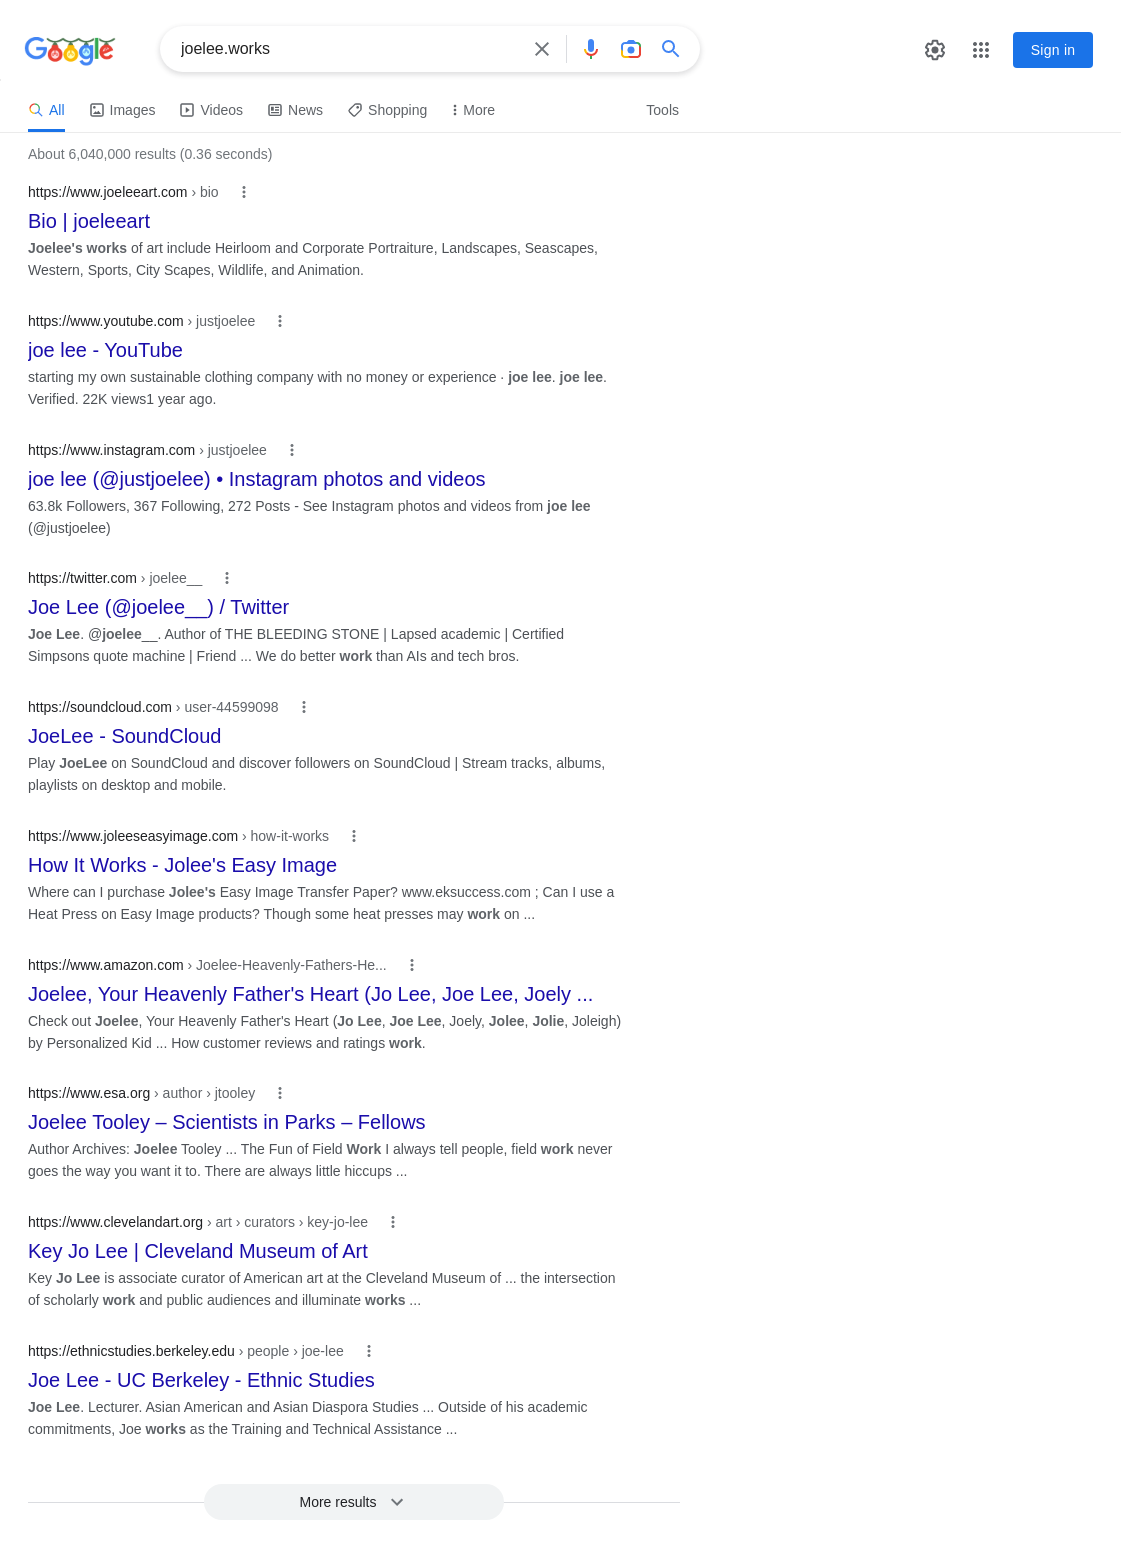 Google
joelee.works
Sign in
All
Images
Videos
News
Shopping
More
Tools
About 6,040,000 results (0.36 seconds)
https://www.joeleeart.com › bio
Bio | joeleeart
Joelee's works of art include Heirloom and Corporate Portraiture, Landscapes, Seascapes,
Western, Sports, City Scapes, Wildlife, and Animation.
https://www.youtube.com › justjoelee
joe lee - YouTube
starting my own sustainable clothing company with no money or experience · joe lee. joe lee.
Verified. 22K views1 year ago.
https://www.instagram.com › justjoelee
joe lee (@justjoelee) • Instagram photos and videos
63.8k Followers, 367 Following, 272 Posts - See Instagram photos and videos from joe lee
(@justjoelee)
https://twitter.com › joelee__
Joe Lee (@joelee__) / Twitter
Joe Lee. @joelee__. Author of THE BLEEDING STONE | Lapsed academic | Certified
Simpsons quote machine | Friend ... We do better work than AIs and tech bros.
https://soundcloud.com › user-44599098
JoeLee - SoundCloud
Play JoeLee on SoundCloud and discover followers on SoundCloud | Stream tracks, albums,
playlists on desktop and mobile.
https://www.joleeseasyimage.com › how-it-works
How It Works - Jolee's Easy Image
Where can I purchase Jolee's Easy Image Transfer Paper? www.eksuccess.com ; Can I use a
Heat Press on Easy Image products? Though some heat presses may work on ...
https://www.amazon.com › Joelee-Heavenly-Fathers-He...
Joelee, Your Heavenly Father's Heart (Jo Lee, Joe Lee, Joely ...
Check out Joelee, Your Heavenly Father's Heart (Jo Lee, Joe Lee, Joely, Jolee, Jolie, Joleigh)
by Personalized Kid ... How customer reviews and ratings work.
https://www.esa.org › author › jtooley
Joelee Tooley – Scientists in Parks – Fellows
Author Archives: Joelee Tooley ... The Fun of Field Work I always tell people, field work never
goes the way you want it to. There are always little hiccups ...
https://www.clevelandart.org › art › curators › key-jo-lee
Key Jo Lee | Cleveland Museum of Art
Key Jo Lee is associate curator of American art at the Cleveland Museum of ... the intersection
of scholarly work and public audiences and illuminate works ...
https://ethnicstudies.berkeley.edu › people › joe-lee
Joe Lee - UC Berkeley - Ethnic Studies
Joe Lee. Lecturer. Asian American and Asian Diaspora Studies ... Outside of his academic
commitments, Joe works as the Training and Technical Assistance ...
More results